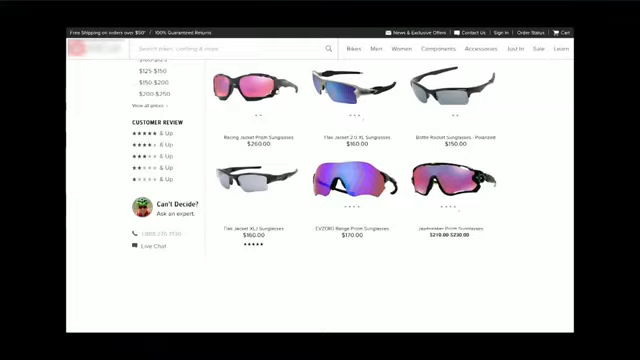 Free Shipping on orders over $50* / 100% Guaranteed Returns
News & Exclusive Offers
Contact Us
Sign In
Order Status
Cart
Search bikes, clothing & more
Bikes
Men
Women
Components
Accessories
Just In
Sale
Learn
$125-$150
$150-$200
$200-$250
View all prices
CUSTOMER REVIEW
& Up
& Up
& Up
& Up
& Up
Can't Decide?
Ask an expert.
Live Chat
Racing Jacket Prizm Sunglasses
$260.00
Flak Jacket 2.0 XL Sunglasses
$160.00
Bottle Rocket Sunglasses - Polarized
$150.00
Flak Jacket XLJ Sunglasses
$160.00
EVZERO Range Prizm Sunglasses
$170.00
Jawbreaker Prizm Sunglasses
$210.00-$230.00